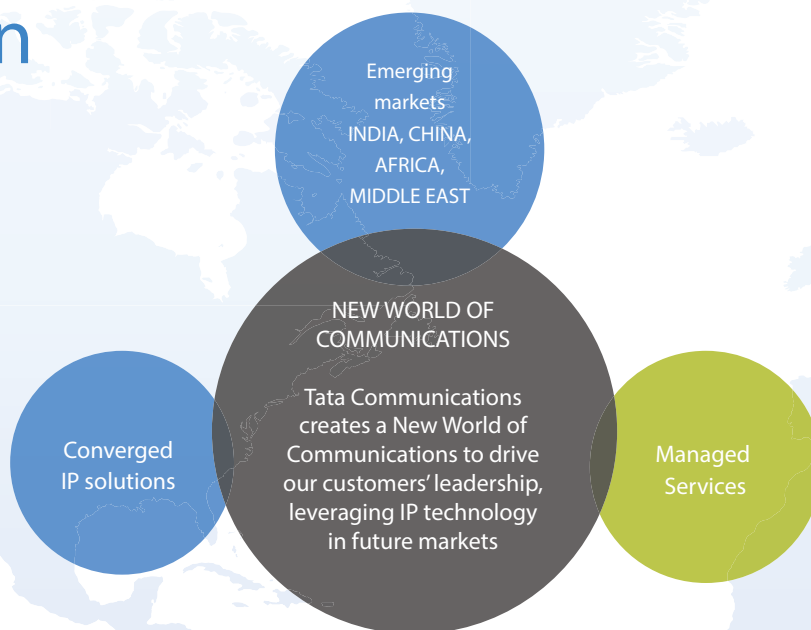 n
Emerging
markets
INDIA, CHINA,
AFRICA,
MIDDLE EAST
NEW WORLD OF
COMMUNICATIONS
Tata Communications
creates a New World of
Communications to drive
our customers’ leadership,
leveraging IP technology
in future markets
Converged
IP solutions
Managed
Services